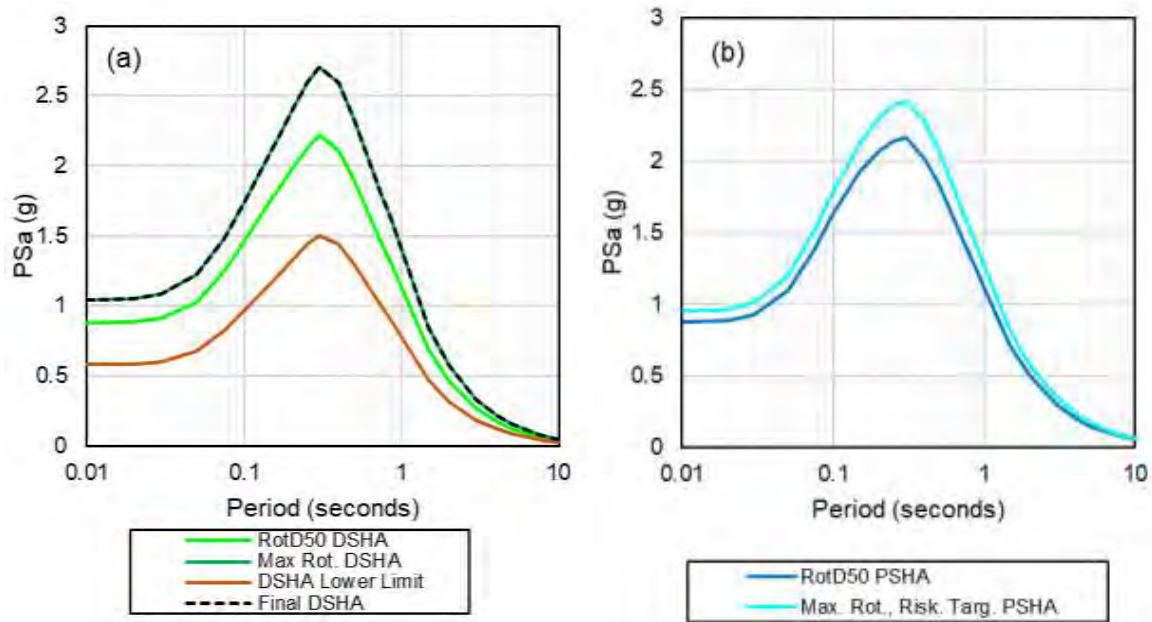 (a)
3
2.5
2
1.5
1
0.5
0
PSa (g)
0.01 0.1 1 10
Period (seconds)
RotD50 DSHA
Max Rot. DSHA
DSHA Lower Limit
Final DSHA
(b)
3
2.5
2
1.5
1
0.5
0
PSa (g)
0.01 0.1 1 10
Period (seconds)
RotD50 PSHA
Max. Rot., Risk. Targ. PSHA